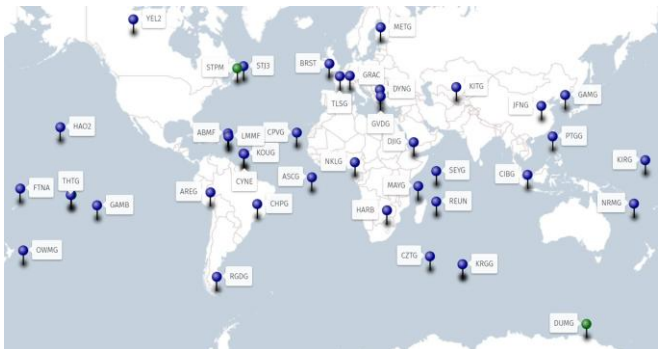 YEL2
METG
STPM
STJ3
BRST
GRAC
TLSG
DYNG
GVDG
KITG
JFNG
GAMG
PTGG
HAO2
ABMF
LMMF
CPVG
KOUG
CYNE
DJIG
NKLG
SEYG
MAYG
REUN
CIBG
KIRG
NRMG
FTNA
THTG
GAMB
AREG
ASCG
CHPG
HARB
OWMG
RGDG
CZTG
KRGG
DUMG